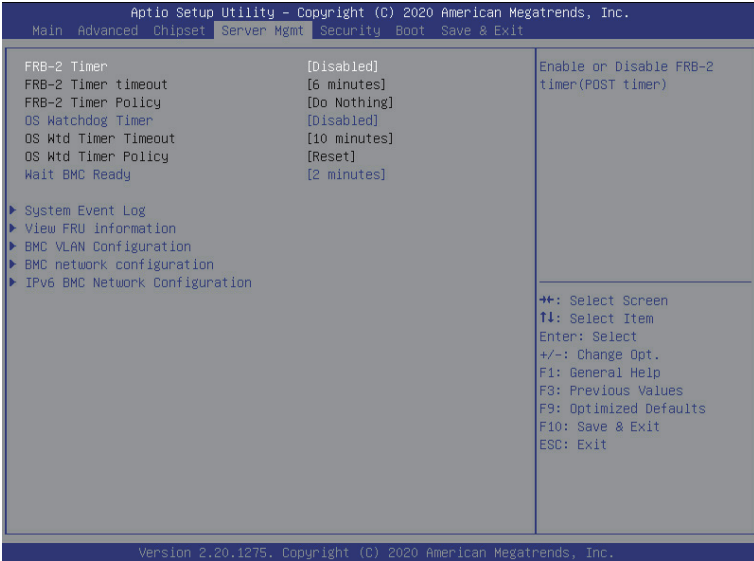 Aptio Setup Utility – Copyright (C) 2020 American Megatrends, Inc.
Main Advanced Chipset Server Mgmt Security Boot Save & Exit
FRB-2 Timer [Disabled]
FRB-2 Timer timeout [6 minutes]
FRB-2 Timer Policy [Do Nothing]
OS Watchdog Timer [Disabled]
OS Wtd Timer Timeout [10 minutes]
OS Wtd Timer Policy [Reset]
Wait BMC Ready [2 minutes]
System Event Log
View FRU information
BMC VLAN Configuration
BMC network configuration
IPv6 BMC Network Configuration
Enable or Disable FRB-2
timer(POST timer)
→←: Select Screen
↑↓: Select Item
Enter: Select
+/-: Change Opt.
F1: General Help
F3: Previous Values
F9: Optimized Defaults
F10: Save & Exit
ESC: Exit
Version 2.20.1275. Copyright (C) 2020 American Megatrends, Inc.